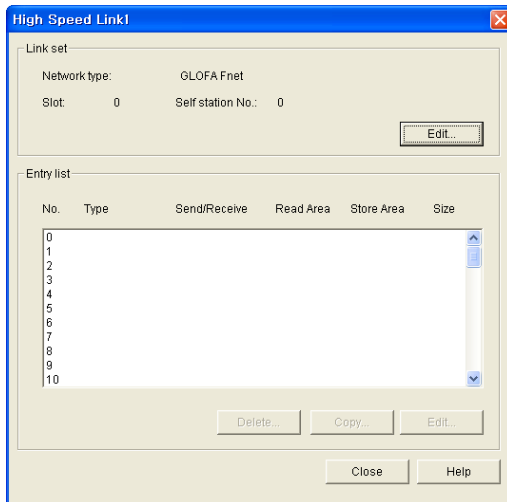 High Speed Link1
Link set
Network type: GLOFA Fnet
Slot: 0 Self station No.: 0
Edit...
Entry list
No. Type Send/Receive Read Area Store Area Size
0
1
2
3
4
5
6
7
8
9
10
Delete... Copy... Edit...
Close Help